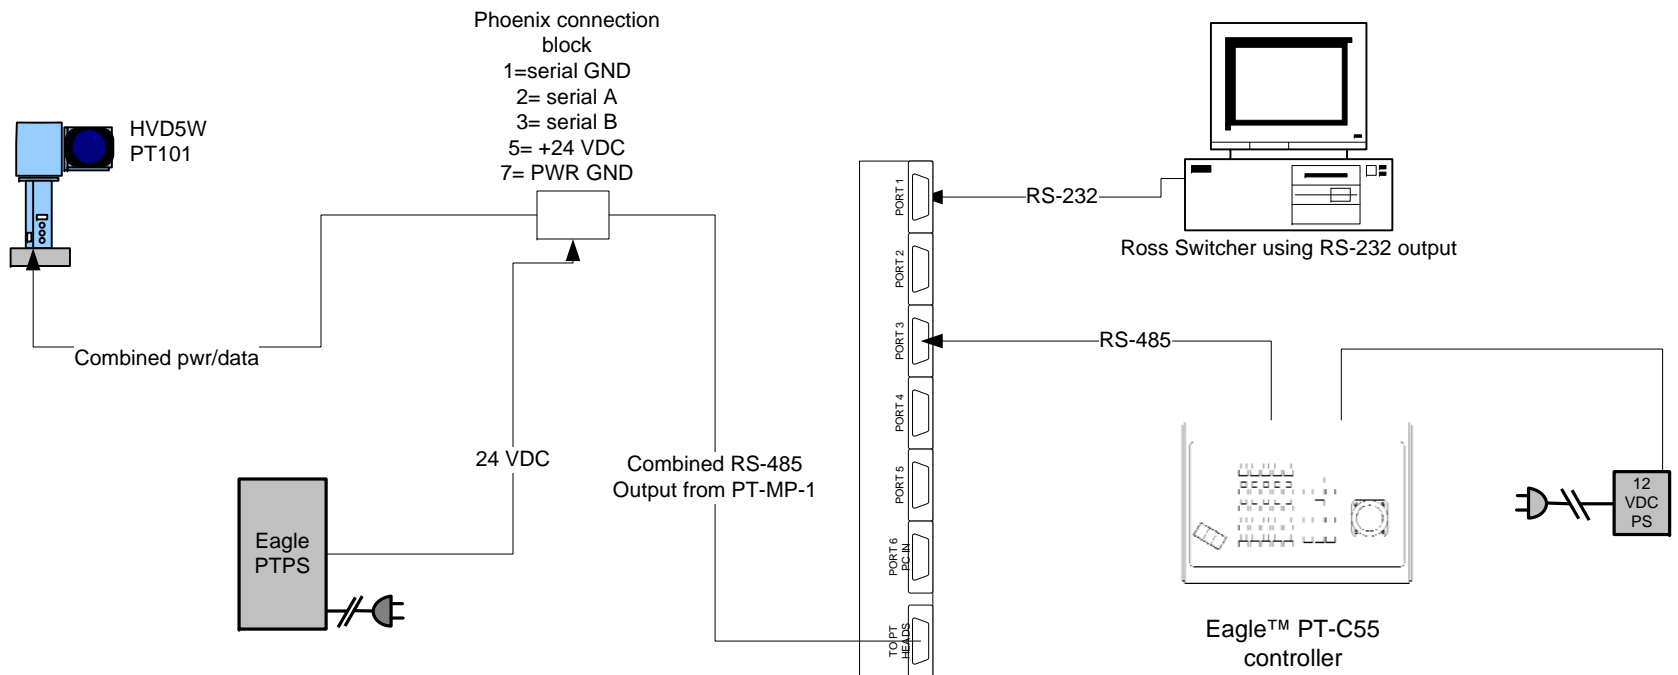 Phoenix connection
block
1=serial GND
2= serial A
3= serial B
5= +24 VDC
7= PWR GND
HVD5W
PT101
Combined pwr/data
24 VDC
Eagle
PTPS
Combined RS-485
Output from PT-MP-1
PORT 1
PORT 2
PORT 3
PORT 4
PORT 5
PORT 6
PC IN
TO PT
HEADS
RS-232
Ross Switcher using RS-232 output
RS-485
12
VDC
PS
Eagle™ PT-C55
controller